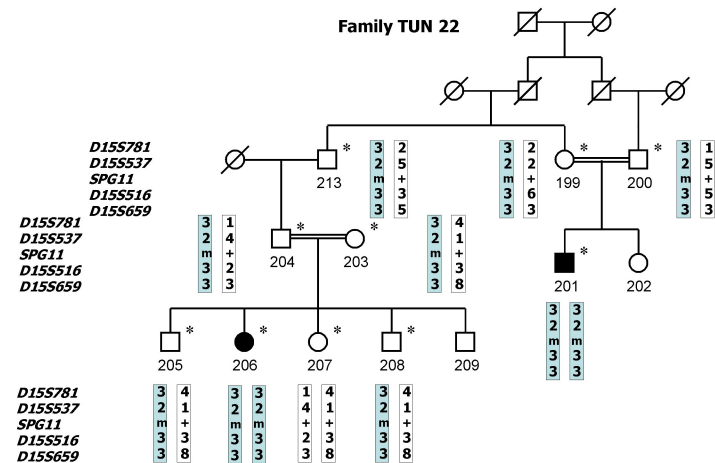 Family TUN 22
D15S781 3 2 3 2 3 1
D15S537 2 5 2 2 2 5
SPG11 m + m + m +
D15S516 3 3 3 6 3 5
D15S659 3 5 3 3 3 3
* * *
213 199 200
D15S781 3 1 3 4
D15S537 2 4 2 1
SPG11 m + m +
D15S516 3 2 3 3
D15S659 3 3 3 8
* * *
204 203 201 202
3 3
2 2
m m
3 3
3 3
* * * *
205 206 207 208 209
D15S781 3 4 3 3 1 4 3 4
D15S537 2 1 2 2 4 1 2 1
SPG11 m + m m + + m +
D15S516 3 3 3 3 2 3 3 3
D15S659 3 8 3 3 3 8 3 8